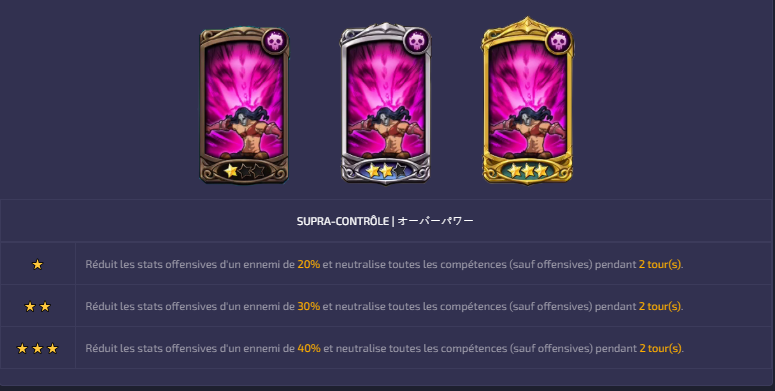 SUPRA-CONTRÔLE | オーバーパワー
Réduit les stats offensives d'un ennemi de 20% et neutralise toutes les compétences (sauf offensives) pendant 2 tour(s).
Réduit les stats offensives d'un ennemi de 30% et neutralise toutes les compétences (sauf offensives) pendant 2 tour(s).
Réduit les stats offensives d'un ennemi de 40% et neutralise toutes les compétences (sauf offensives) pendant 2 tour(s).